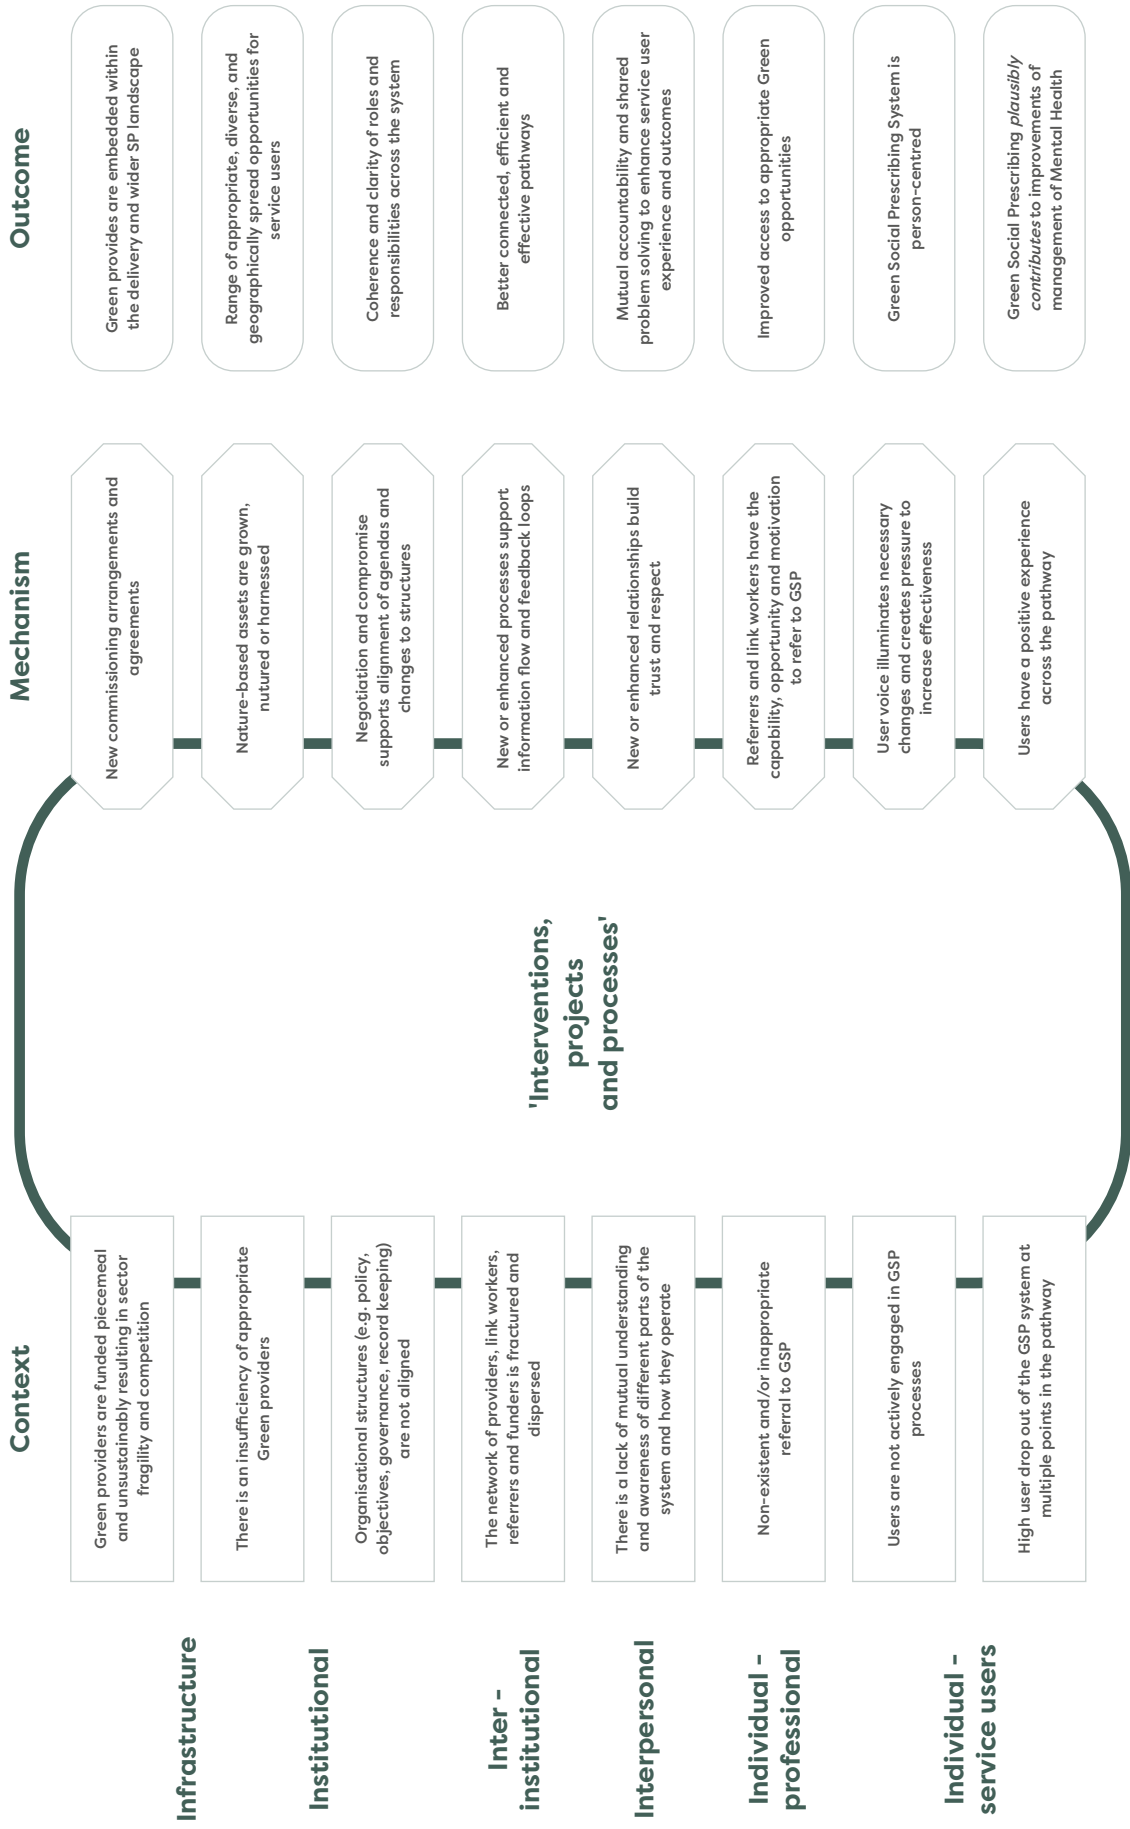 Context
Mechanism
Outcome
Infrastructure
Green providers are funded piecemeal
and unsustainably resulting in sector
fragility and competition
New commissioning arrangements and
agreements
Green provides are embedded within
the delivery and wider SP landscape
There is an insufficiency of appropriate
Green providers
Nature-based assets are grown,
nutured or harnessed
Range of appropriate, diverse, and
geographically spread opportunities for
service users
Institutional
Organisational structures (e.g. policy,
objectives, governance, record keeping)
are not aligned
Negotiation and compromise
supports alignment of agendas and
changes to structures
Coherence and clarity of roles and
responsibilities across the system
Inter -
institutional
The network of providers, link workers,
referrers and funders is fractured and
dispersed
'Interventions,
projects
and processes'
New or enhanced processes support
information flow and feedback loops
Better connected, efficient and
effective pathways
Interpersonal
There is a lack of mutual understanding
and awareness of different parts of the
system and how they operate
New or enhanced relationships build
trust and respect
Mutual accountability and shared
problem solving to enhance service user
experience and outcomes
Individual -
professional
Non-existent and/or inappropriate
referral to GSP
Referrers and link workers have the
capability, opportunity and motivation
to refer to GSP
Improved access to appropriate Green
opportunities
Individual -
service users
Users are not actively engaged in GSP
processes
User voice illuminates necessary
changes and creates pressure to
increase effectiveness
Green Social Prescribing System is
person-centred
High user drop out of the GSP system at
multiple points in the pathway
Users have a positive experience
across the pathway
Green Social Prescribing plausibly
contributes to improvements of
management of Mental Health